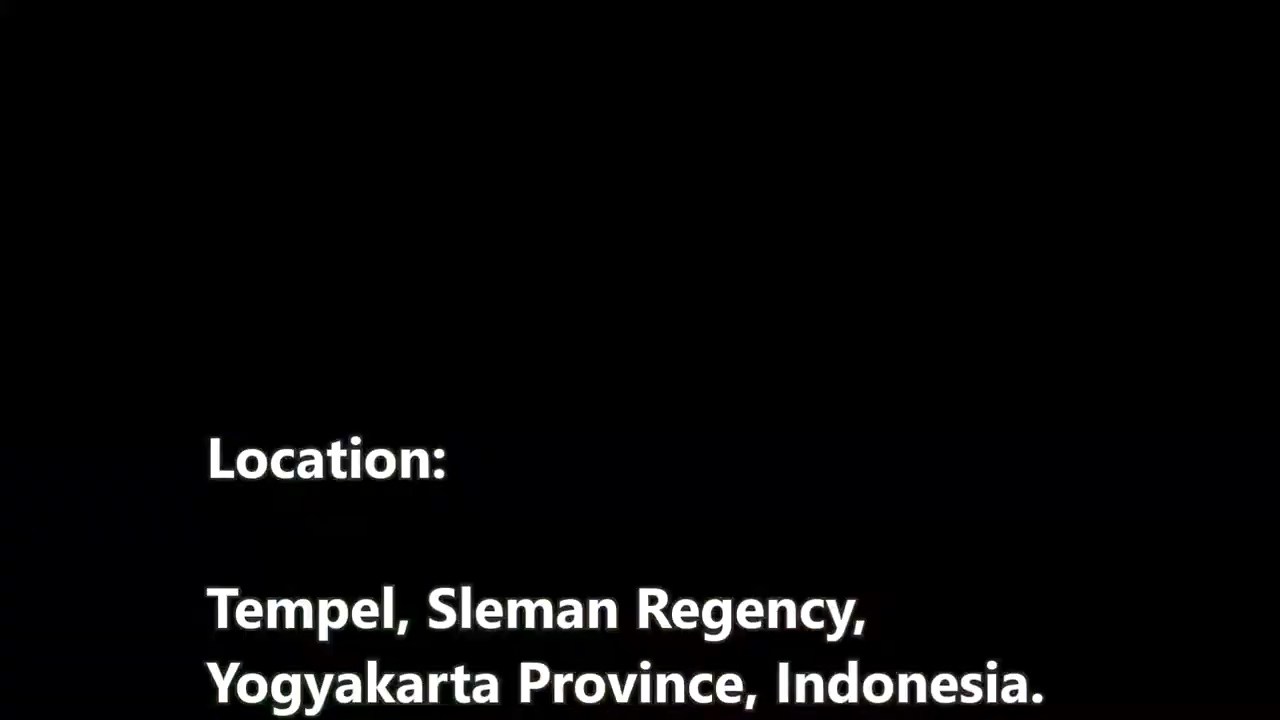 Location:
Tempel, Sleman Regency,
Yogyakarta Province, Indonesia.